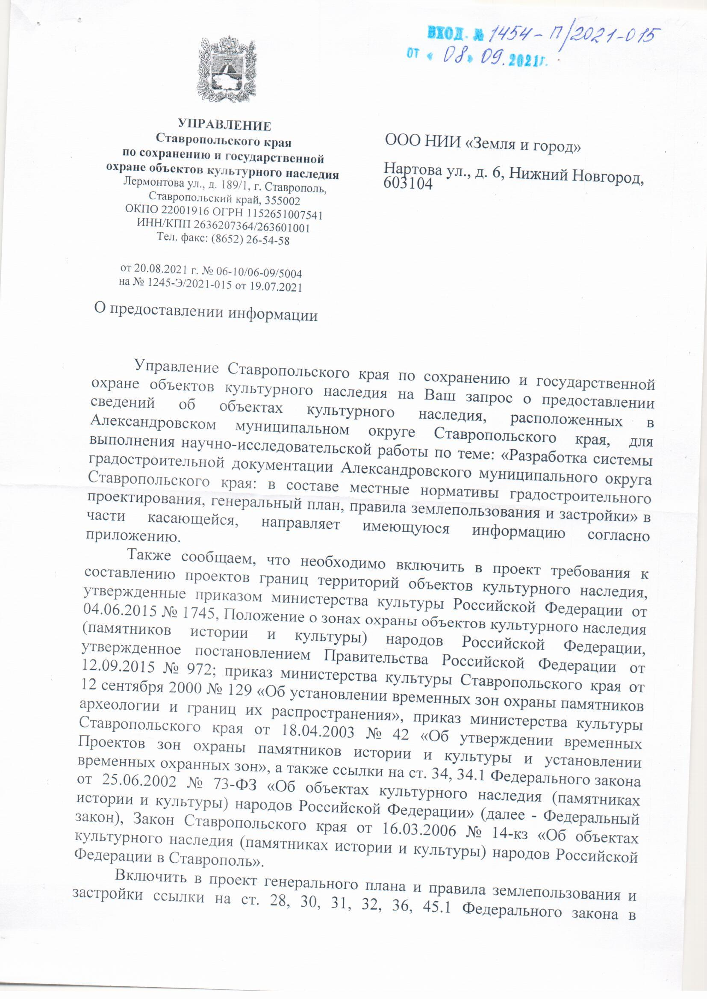 ВХОД. № 1454-П/2021-015
ОТ « 08» 09. 2021г.
УПРАВЛЕНИЕ
Ставропольского края
по сохранению и государственной
охране объектов культурного наследия
Лермонтова ул., д. 189/1, г. Ставрополь,
Ставропольский край, 355002
ОКПО 22001916 ОГРН 1152651007541
ИНН/КПП 2636207364/263601001
Тел. факс: (8652) 26-54-58
от 20.08.2021 г. № 06-10/06-09/5004
на № 1245-Э/2021-015 от 19.07.2021
ООО НИИ «Земля и город»
Нартова ул., д. 6, Нижний Новгород,
603104
О предоставлении информации
Управление Ставропольского края по сохранению и государственной
охране объектов культурного наследия на Ваш запрос о предоставлении
сведений об объектах культурного наследия, расположенных в
Александровском муниципальном округе Ставропольского края, для
выполнения научно-исследовательской работы по теме: «Разработка системы
градостроительной документации Александровского муниципального округа
Ставропольского края: в составе местные нормативы градостроительного
проектирования, генеральный план, правила землепользования и застройки» в
части касающейся, направляет имеющуюся информацию согласно
приложению.
Также сообщаем, что необходимо включить в проект требования к
составлению проектов границ территорий объектов культурного наследия,
утвержденные приказом министерства культуры Российской Федерации от
04.06.2015 № 1745, Положение о зонах охраны объектов культурного наследия
(памятников истории и культуры) народов Российской Федерации,
утвержденное постановлением Правительства Российской Федерации от
12.09.2015 № 972; приказ министерства культуры Ставропольского края от
12 сентября 2000 № 129 «Об установлении временных зон охраны памятников
археологии и границ их распространения», приказ министерства культуры
Ставропольского края от 18.04.2003 № 42 «Об утверждении временных
Проектов зон охраны памятников истории и культуры и установлении
временных охранных зон», а также ссылки на ст. 34, 34.1 Федерального закона
от 25.06.2002 № 73-ФЗ «Об объектах культурного наследия (памятниках
истории и культуры) народов Российской Федерации» (далее - Федеральный
закон), Закон Ставропольского края от 16.03.2006 № 14-кз «Об объектах
культурного наследия (памятниках истории и культуры) народов Российской
Федерации в Ставрополь».
Включить в проект генерального плана и правила землепользования и
застройки ссылки на ст. 28, 30, 31, 32, 36, 45.1 Федерального закона в